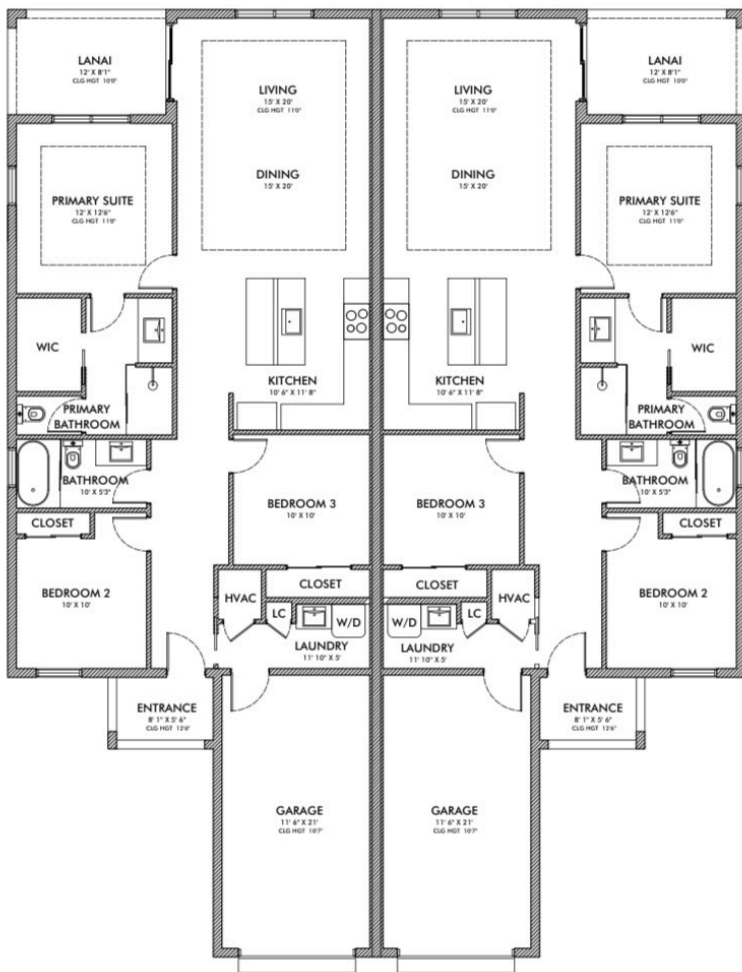 LANAI
12' X 8'1"
CLG HGT 10'0"
LIVING
15' X 20'
CLG HGT 11'0"
DINING
15' X 20'
PRIMARY SUITE
12' X 12'6"
CLG HGT 11'0"
WIC
KITCHEN
10' 6" X 11' 8"
PRIMARY
BATHROOM
BATHROOM
10' X 5'3"
CLOSET
BEDROOM 3
10' X 10'
BEDROOM 2
10' X 10'
HVAC
CLOSET
LC
W/D
LAUNDRY
11' 10" X 5'
ENTRANCE
8' 1" X 5' 6"
CLG HGT 12'6"
GARAGE
11' 6" X 21'
CLG HGT 10'7"
LIVING
15' X 20'
CLG HGT 11'0"
LANAI
12' X 8'1"
CLG HGT 10'0"
DINING
15' X 20'
PRIMARY SUITE
12' X 12'6"
CLG HGT 11'0"
WIC
KITCHEN
10' 6" X 11' 8"
PRIMARY
BATHROOM
BATHROOM
10' X 5'3"
BEDROOM 3
10' X 10'
CLOSET
BEDROOM 2
10' X 10'
CLOSET
HVAC
LC
W/D
LAUNDRY
11' 10" X 5'
ENTRANCE
8' 1" X 5' 6"
CLG HGT 12'6"
GARAGE
11' 6" X 21'
CLG HGT 10'7"